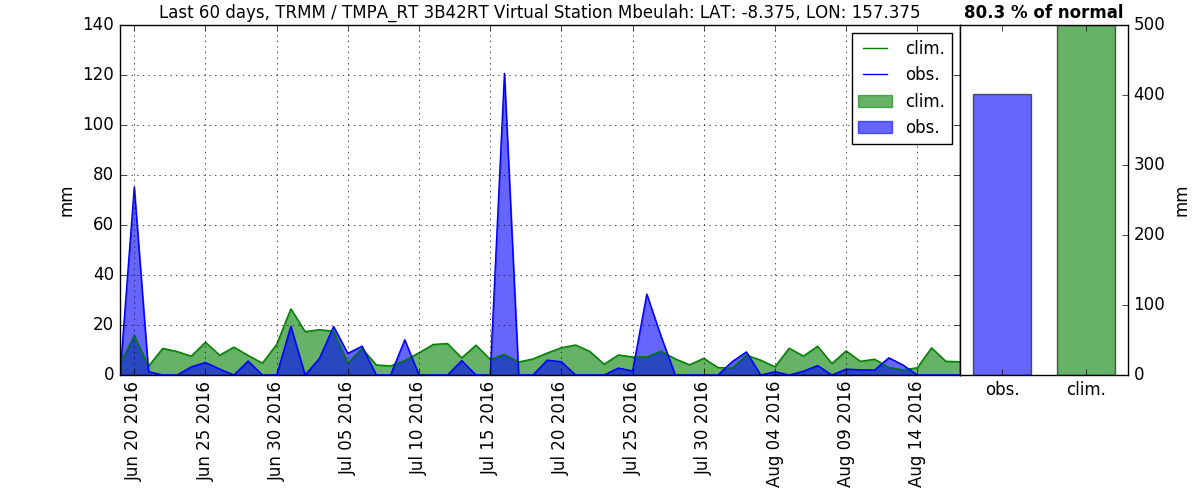 Last 60 days, TRMM / TMPA_RT 3B42RT Virtual Station Mbeulah: LAT: -8.375, LON: 157.375
80.3 % of normal
140
120
100
80
60
40
20
0
mm
clim.
obs.
clim.
obs.
500
400
300
200
100
0
mm
Jun 20 2016
Jun 25 2016
Jun 30 2016
Jul 05 2016
Jul 10 2016
Jul 15 2016
Jul 20 2016
Jul 25 2016
Jul 30 2016
Aug 04 2016
Aug 09 2016
Aug 14 2016
obs.
clim.